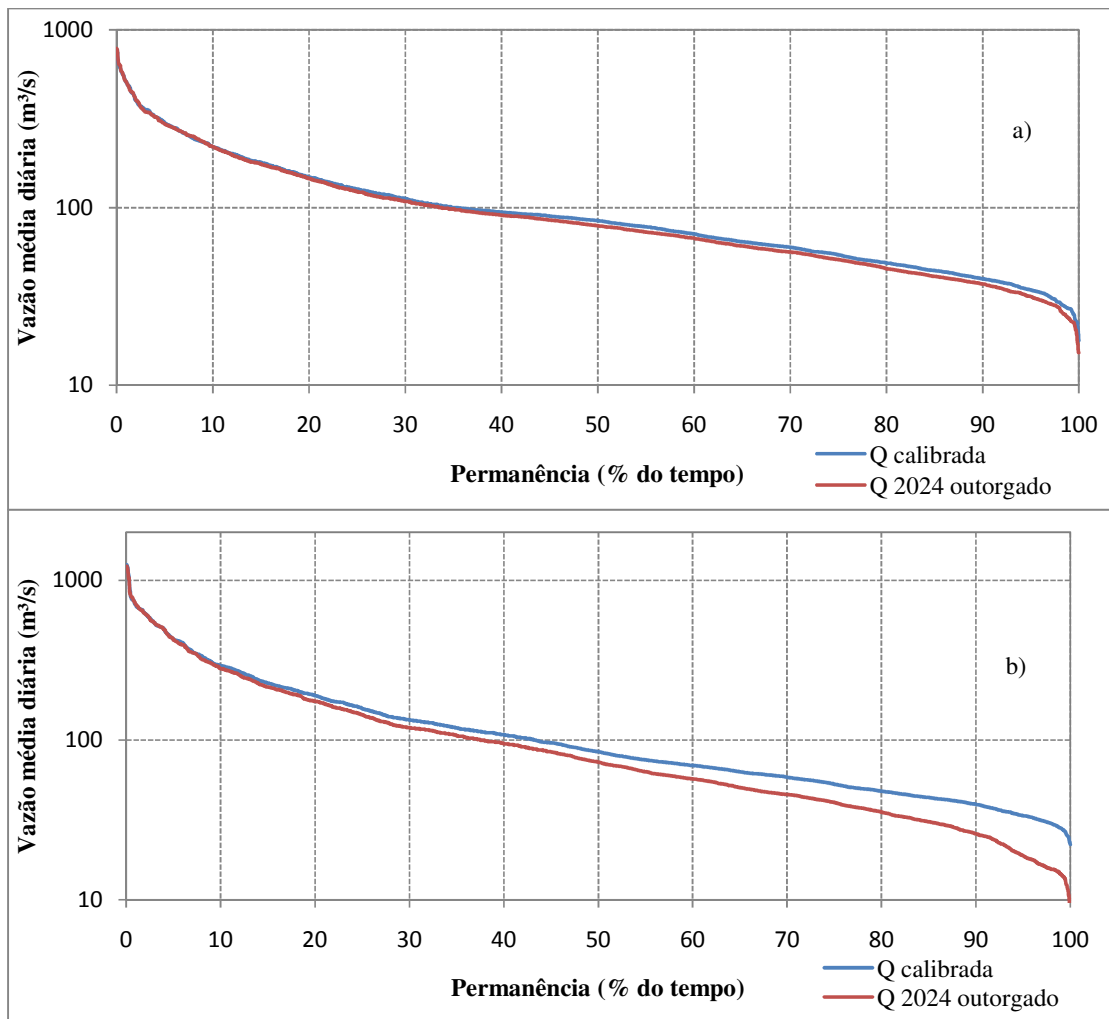 1000
100
10
Vazão média diária (m³/s)
a)
0 10 20 30 40 50 60 70 80 90 100
Permanência (% do tempo)
Q calibrada
Q 2024 outorgado
1000
100
10
Vazão média diária (m³/s)
b)
0 10 20 30 40 50 60 70 80 90 100
Permanência (% do tempo)
Q calibrada
Q 2024 outorgado